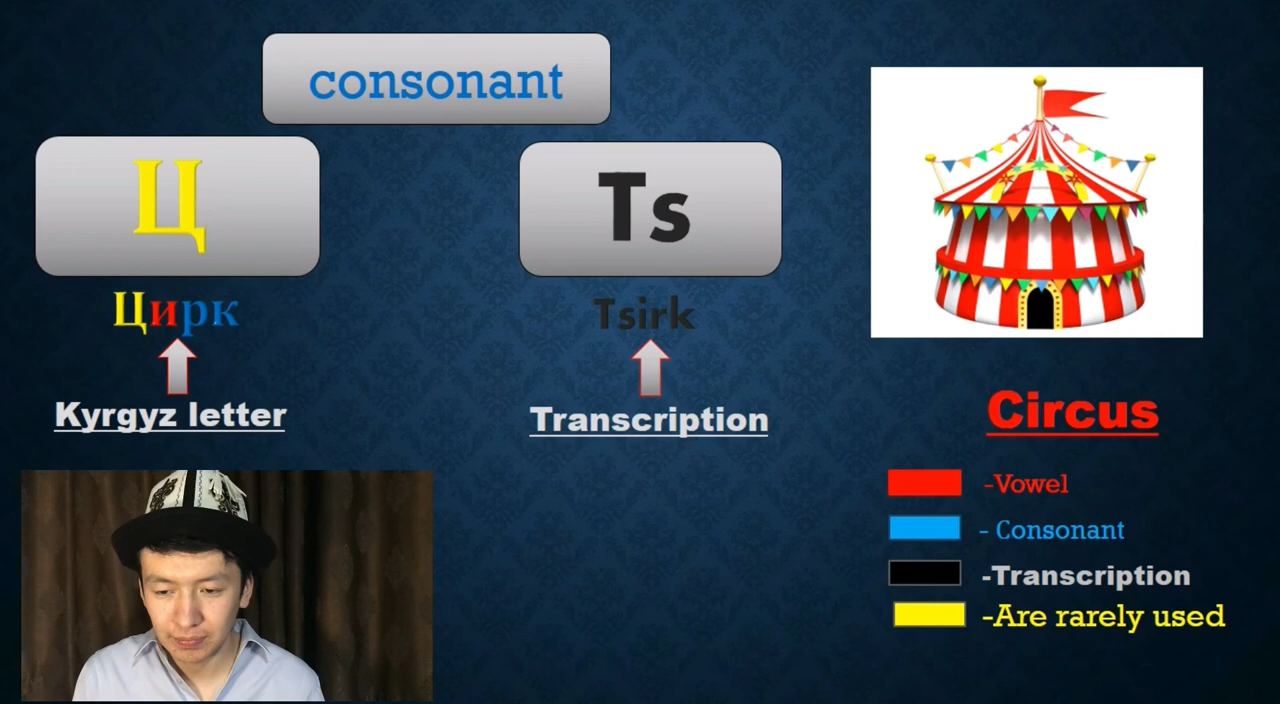 consonant
Ц
Ts
Цирк
Tsirk
Kyrgyz letter
Transcription
Circus
-Vowel
- Consonant
-Transcription
-Are rarely used